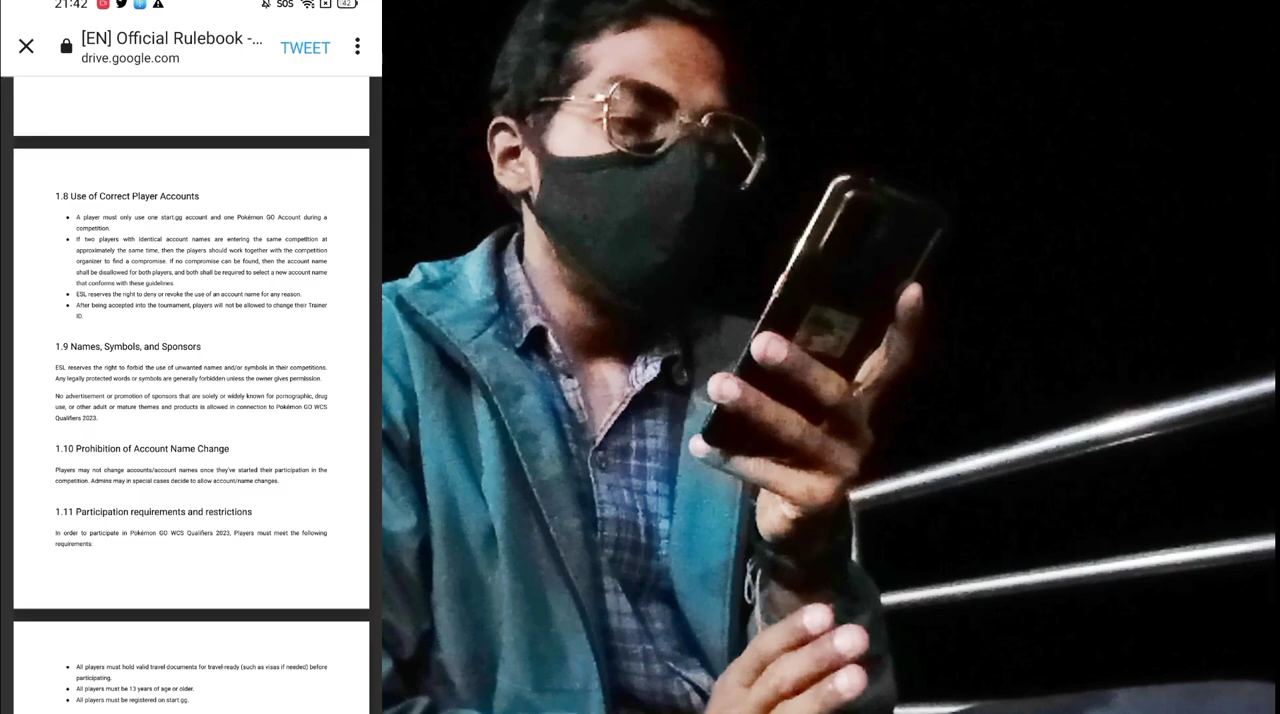 21:42
SOS
42
[EN] Official Rulebook -...
TWEET
drive.google.com
1.8 Use of Correct Player Accounts
• A player must only use one start.gg account and one Pokémon GO Account during a
competition.
• If two players with identical account names are entering the same competition at
approximately the same time, then the players should work together with the competition
organizer to find a compromise. If no compromise can be found, then the account name
shall be disallowed for both players, and both shall be required to select a new account name
that conforms with these guidelines.
• ESL reserves the right to deny or revoke the use of an account name for any reason.
• After being accepted into the tournament, players will not be allowed to change their Trainer
ID.
1.9 Names, Symbols, and Sponsors
ESL reserves the right to forbid the use of unwanted names and/or symbols in their competitions.
Any legally protected words or symbols are generally forbidden unless the owner gives permission.
No advertisement or promotion of sponsors that are solely or widely known for pornographic, drug
use, or other adult or mature themes and products is allowed in connection to Pokémon GO WCS
Qualifiers 2023.
1.10 Prohibition of Account Name Change
Players may not change accounts/account names once they've started their participation in the
competition. Admins may in special cases decide to allow account/name changes.
1.11 Participation requirements and restrictions
In order to participate in Pokémon GO WCS Qualifiers 2023, Players must meet the following
requirements:
• All players must hold valid travel documents for travel-ready (such as visas if needed) before
participating.
• All players must be 13 years of age or older.
• All players must be registered on start.gg.